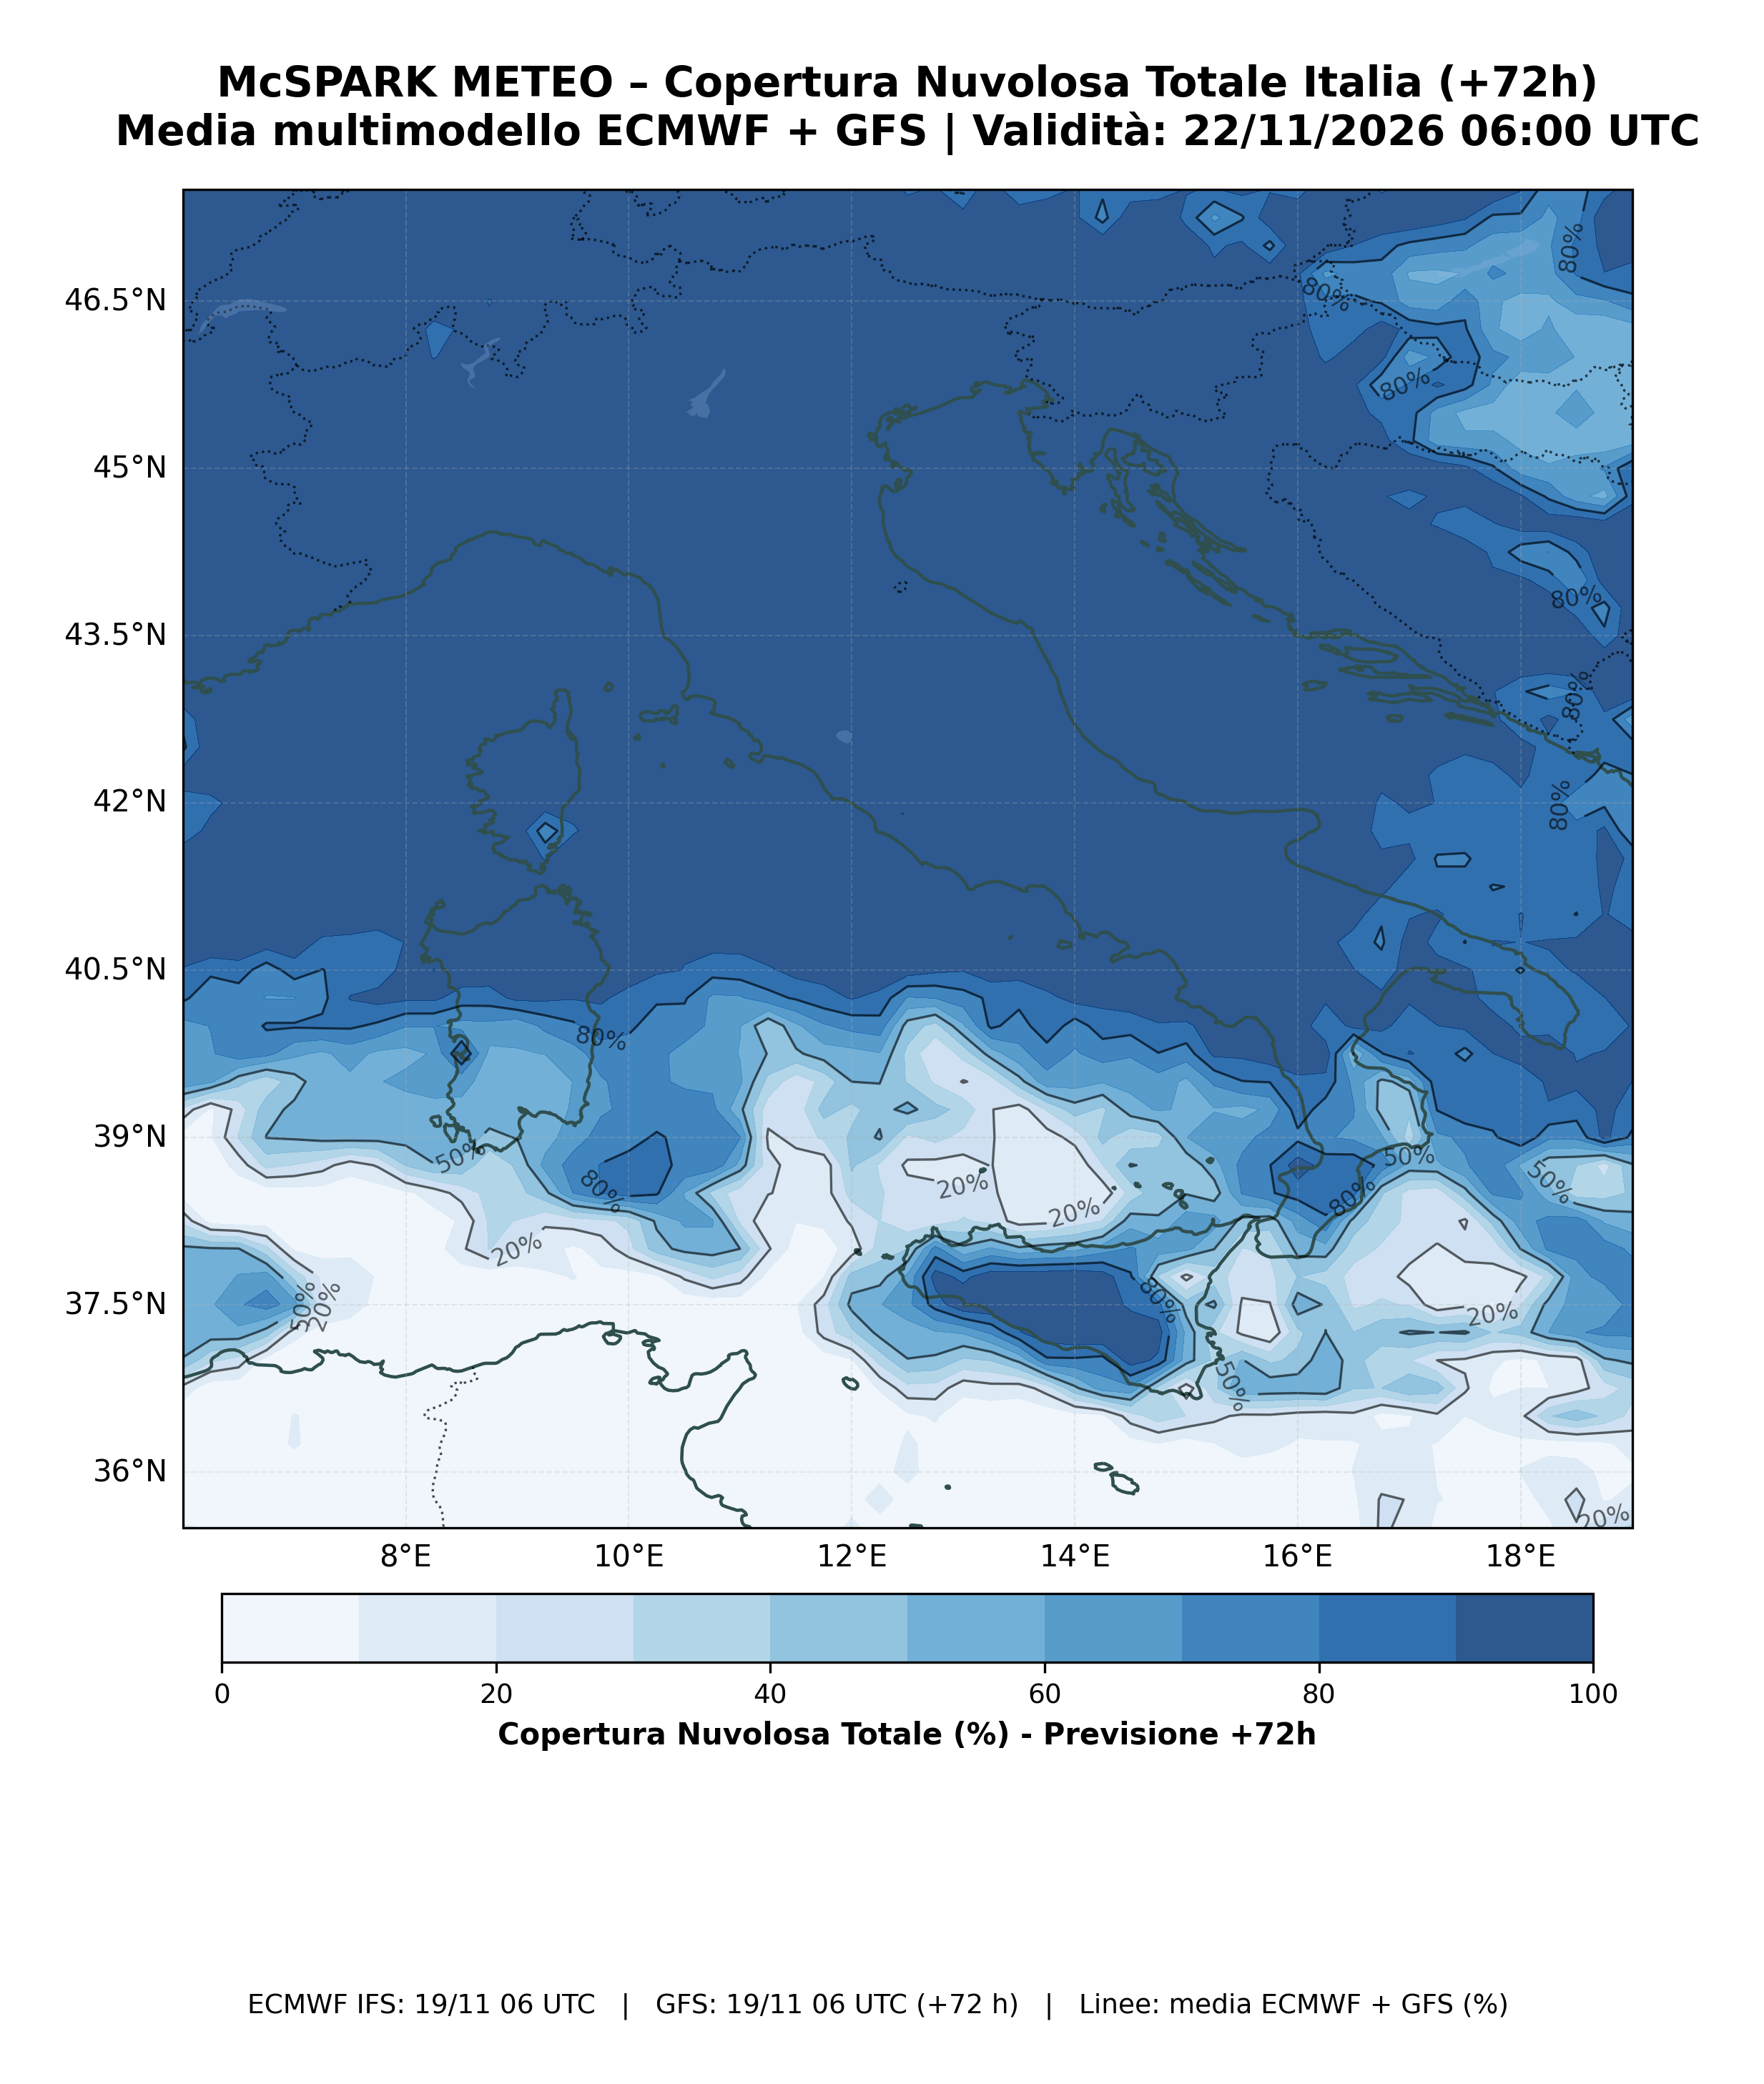 McSPARK METEO – Copertura Nuvolosa Totale Italia (+72h)
Media multimodello ECMWF + GFS | Validità: 22/11/2026 06:00 UTC
80%
80%
46.5°N
80%
45°N
80%
43.5°N
80%
80%
42°N
40.5°N
80%
39°N
50%
50%
50%
80%
20%
80%
20%
20%
80%
50%
20%
37.5°N
20%
50%
36°N
20%
8°E 10°E 12°E 14°E 16°E 18°E
0 20 40 60 80 100
Copertura Nuvolosa Totale (%) - Previsione +72h
ECMWF IFS: 19/11 06 UTC | GFS: 19/11 06 UTC (+72 h) | Linee: media ECMWF + GFS (%)